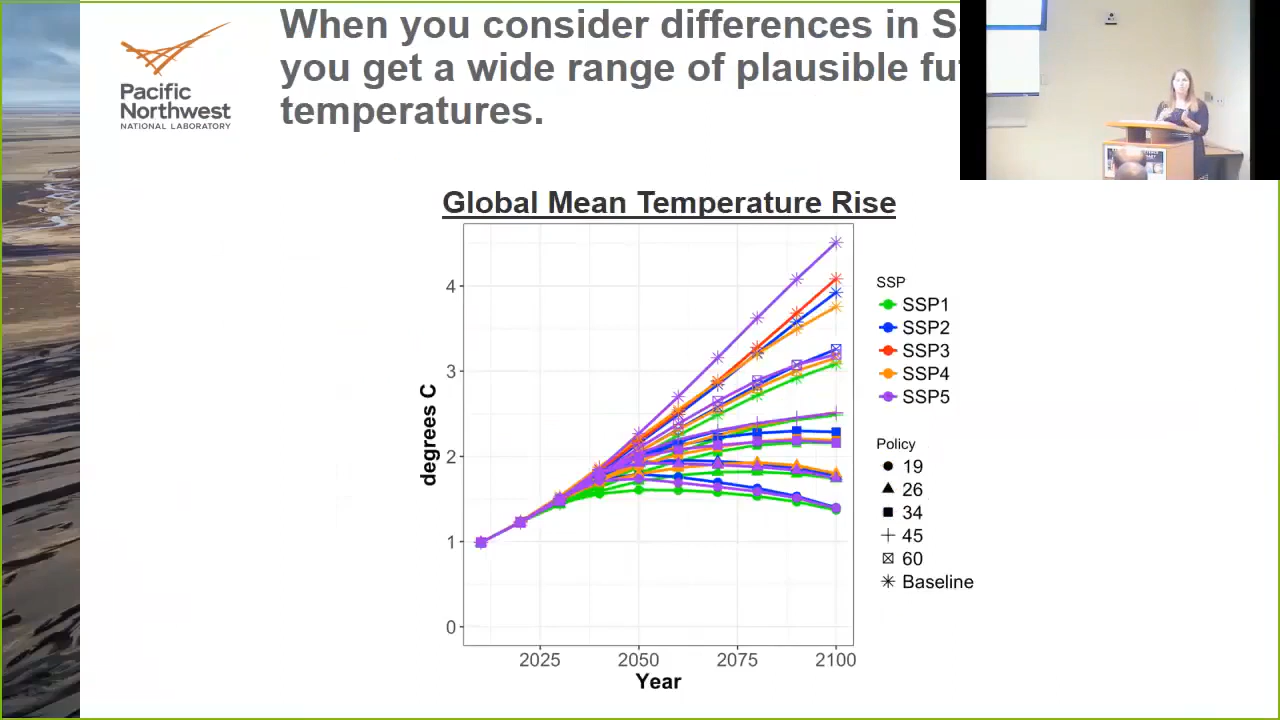 When you consider differences in S
you get a wide range of plausible fu
temperatures.
Pacific
Northwest
NATIONAL LABORATORY
Global Mean Temperature Rise
degrees C
4
3
2
1
0
2025 2050 2075 2100
Year
SSP
SSP1
SSP2
SSP3
SSP4
SSP5
Policy
19
26
34
45
60
Baseline